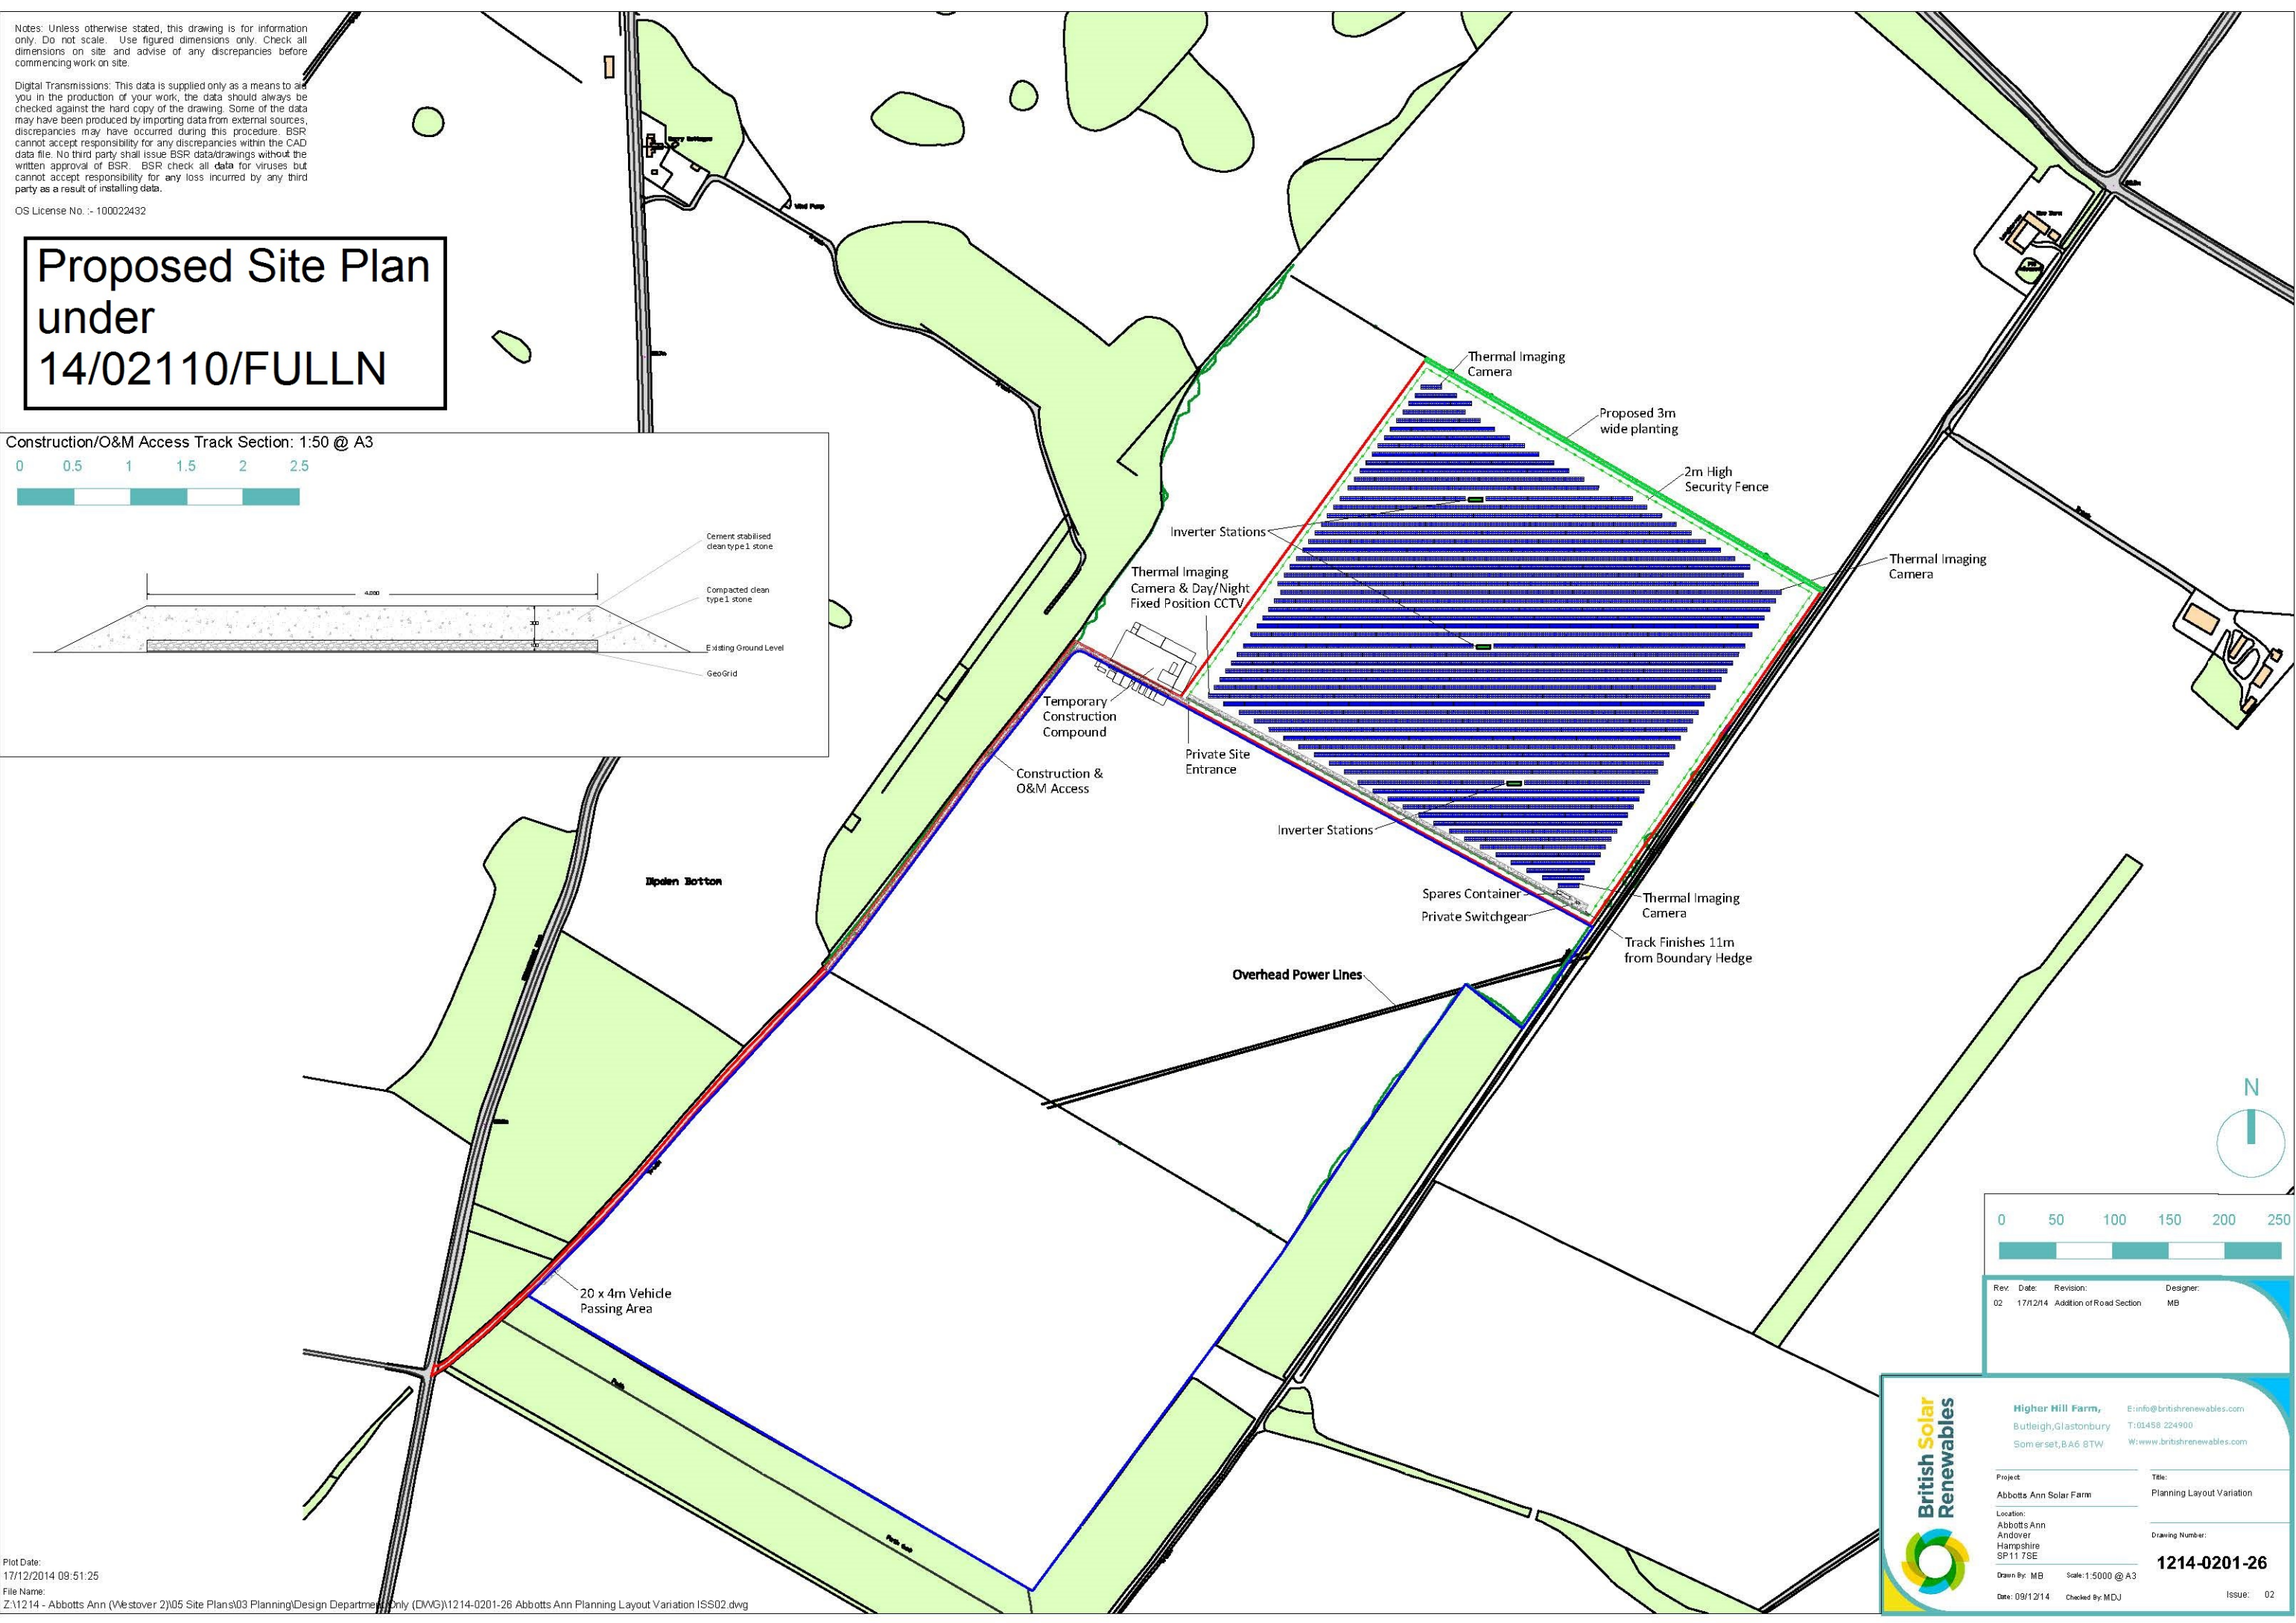 Notes: Unless otherwise stated, this drawing is for information
only. Do not scale. Use figured dimensions only. Check all
dimensions on site and advise of any discrepancies before
commencing work on site.
Digital Transmissions: This data is supplied only as a means to aid
you in the production of your work, the data should always be
checked against the hard copy of the drawing. Some of the data
may have been produced by importing data from external sources,
discrepancies may have occurred during this procedure. BSR
cannot accept responsibility for any discrepancies within the CAD
data file. No third party shall issue BSR data/drawings without the
written approval of BSR. BSR check all data for viruses but
cannot accept responsibility for any loss incurred by any third
party as a result of installing data.
OS License No. :- 100022432
Proposed Site Plan
under
14/02110/FULLN
Construction/O&M Access Track Section: 1:50 @ A3
0 0.5 1 1.5 2 2.5
Cement stabilised
clean type 1 stone
4.000
Compacted clean
type 1 stone
Existing Ground Level
GeoGrid
Wind Pump
Thermal Imaging
Camera
Proposed 3m
wide planting
2m High
Security Fence
Inverter Stations
Thermal Imaging
Camera
Thermal Imaging
Camera & Day/Night
Fixed Position CCTV
Temporary
Construction
Compound
Private Site
Entrance
Construction &
O&M Access
Inverter Stations
Dipden Bottom
Spares Container
Private Switchgear
Thermal Imaging
Camera
Track Finishes 11m
from Boundary Hedge
Overhead Power Lines
20 x 4m Vehicle
Passing Area
Path
N
0 50 100 150 200 250
Rev: Date: Revision: Designer:
02 17/12/14 Addition of Road Section MB
British Solar
Renewables
Higher Hill Farm,
Butleigh,Glastonbury
Somerset,BA6 8TW
E:info@britishrenewables.com
T:01458 224900
W:www.britishrenewables.com
Project:
Abbotts Ann Solar Farm
Title:
Planning Layout Variation
Location:
Abbotts Ann
Andover
Hampshire
SP11 7SE
Drawing Number:
1214-0201-26
Drawn By: MB Scale: 1:5000 @ A3
Date: 09/12/14 Checked By: MDJ
Issue: 02
Plot Date:
17/12/2014 09:51:25
File Name:
Z:\1214 - Abbotts Ann (Westover 2)\05 Site Plans\03 Planning\Design Department Only (DWG)\1214-0201-26 Abbotts Ann Planning Layout Variation ISS02.dwg